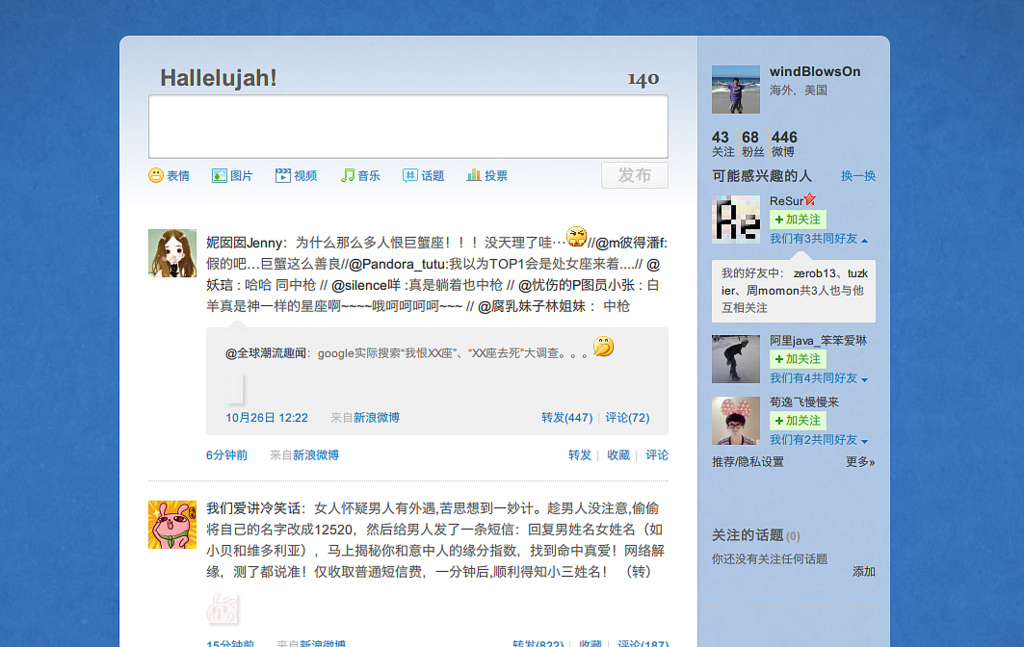 Hallelujah!
140
表情 图片 视频 音乐 话题 投票
发布
妮囡囡Jenny：为什么那么多人恨巨蟹座！！！没天理了哇…//@m彼得潘f:
假的吧…巨蟹这么善良//@Pandora_tutu:我以为TOP1会是处女座来着....// @
妖琂 : 哈哈 同中枪 // @silence咩 :真是躺着也中枪 // @忧伤的P图员小张 : 白
羊真是神一样的星座啊~~~~哦呵呵呵呵~~~ // @腐乳妹子林姐妹 ：中枪
@全球潮流趣闻：google实际搜索“我恨XX座”、“XX座去死”大调查。。。
10月26日 12:22 来自新浪微博 转发(447) | 评论(72)
6分钟前 来自新浪微博 转发 | 收藏 | 评论
我们爱讲冷笑话：女人怀疑男人有外遇,苦思想到一妙计。趁男人没注意,偷偷
将自己的名字改成12520，然后给男人发了一条短信：回复男姓名女姓名（如
小贝和维多利亚），马上揭秘你和意中人的缘分指数，找到命中真爱！网络解
缘，测了都说准！仅收取普通短信费，一分钟后,顺利得知小三姓名！ （转）
15分钟前 来自新浪微博 转发(822) | 收藏 | 评论(187)
windBlowsOn
海外，美国
43 68 446
关注 粉丝 微博
可能感兴趣的人 换一换
ReSur
+加关注
我们有3共同好友
我的好友中： zerob13、tuzk
ier、周momon共3人也与他
互相关注
阿里java_笨笨爱琳
+加关注
我们有4共同好友
荀逸飞慢慢来
+加关注
我们有2共同好友
推荐/隐私设置 更多»
关注的话题 (0)
你还没有关注任何话题
添加